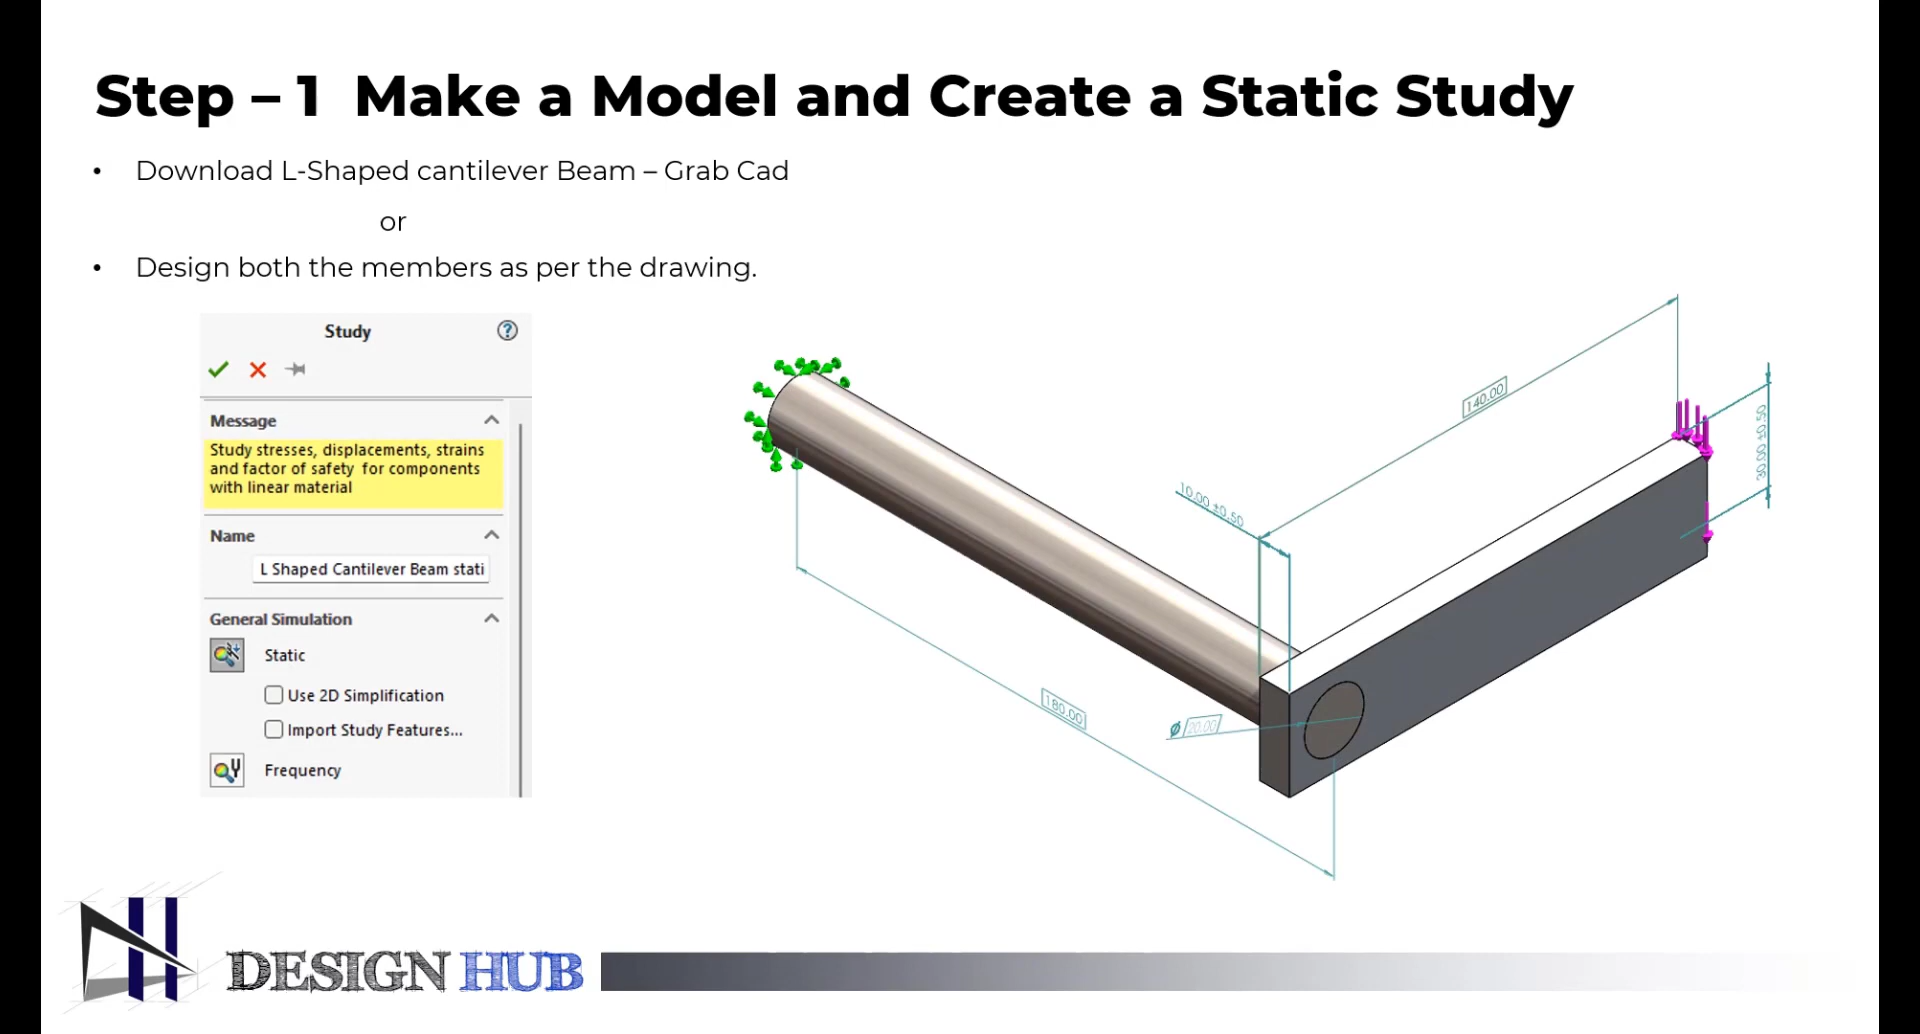 Step – 1 Make a Model and Create a Static Study
• Download L-Shaped cantilever Beam – Grab Cad
or
• Design both the members as per the drawing.
Study
Message
Study stresses, displacements, strains
and factor of safety for components
with linear material
Name
L Shaped Cantilever Beam stati
General Simulation
Static
Use 2D Simplification
Import Study Features...
Frequency
140.00
30.00 ±0.50
10.00 ±0.50
180.00
Ø 20.00
DESIGN HUB